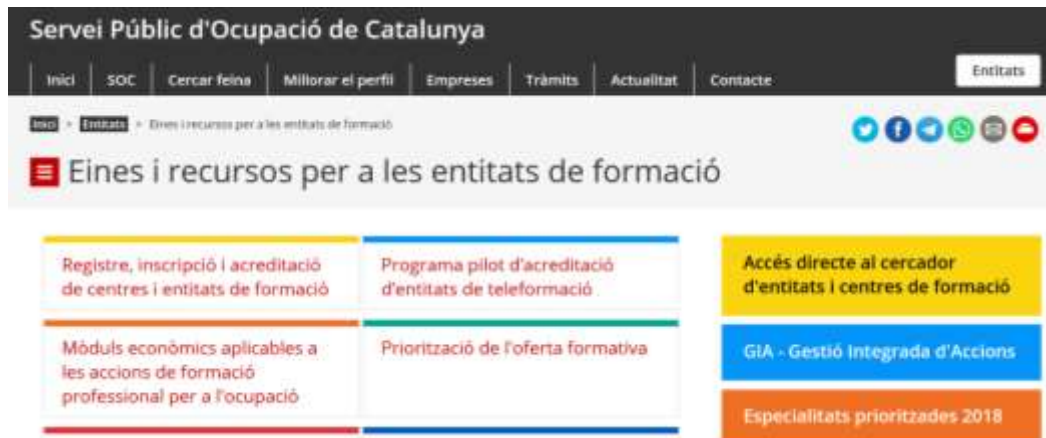 Servei Públic d'Ocupació de Catalunya
Inici SOC Cercar feina Millorar el perfil Empreses Tràmits Actualitat Contacte Entitats
Inici > Entitats > Eines i recursos per a les entitats de formació
Eines i recursos per a les entitats de formació
Registre, inscripció i acreditació
de centres i entitats de formació
Programa pilot d'acreditació
d'entitats de teleformació
Accés directe al cercador
d'entitats i centres de formació
Mòduls econòmics aplicables a
les accions de formació
professional per a l'ocupació
Priorització de l'oferta formativa
GIA - Gestió Integrada d'Accions
Especialitats prioritzades 2018